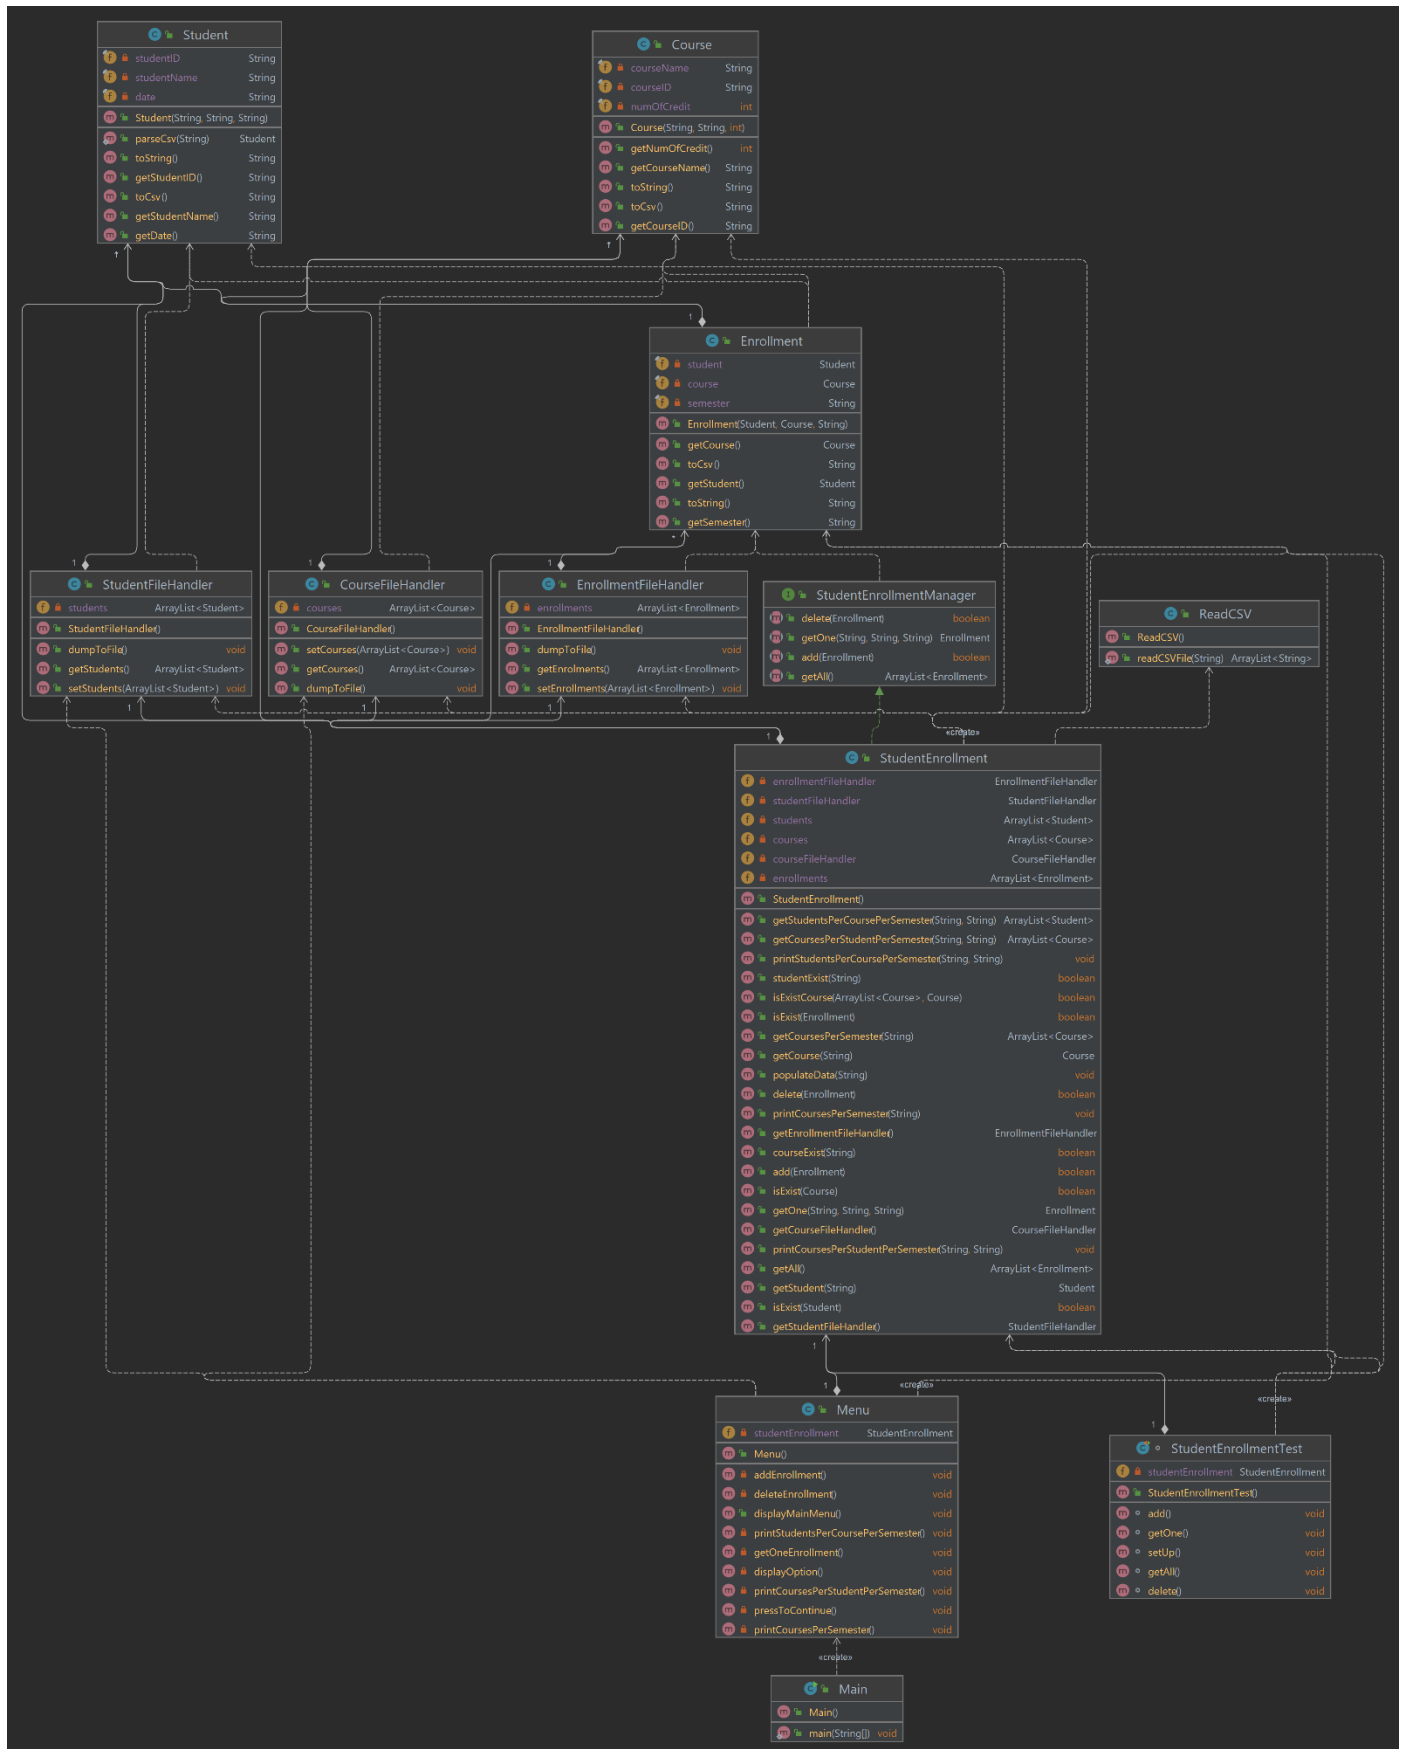 Student
studentID String
studentName String
date String
Student(String, String, String)
parseCsv(String) Student
toString() String
getStudentID() String
toCsv() String
getStudentName() String
getDate() String
Course
courseName String
courseID String
numOfCredit int
Course(String, String, int)
getNumOfCredit() int
getCourseName() String
toString() String
toCsv() String
getCourseID() String
1
Enrollment
student Student
course Course
semester String
Enrollment(Student, Course, String)
getCourse() Course
toCsv() String
getStudent() Student
toString() String
getSemester() String
1
1
1
StudentFileHandler
students ArrayList<Student>
StudentFileHandler()
dumpToFile() void
getStudents() ArrayList<Student>
setStudents(ArrayList<Student>) void
CourseFileHandler
courses ArrayList<Course>
CourseFileHandler()
setCourses(ArrayList<Course>) void
getCourses() ArrayList<Course>
dumpToFile() void
EnrollmentFileHandler
enrollments ArrayList<Enrollment>
EnrollmentFileHandler()
dumpToFile() void
getEnrolments() ArrayList<Enrollment>
setEnrollments(ArrayList<Enrollment>) void
StudentEnrollmentManager
delete(Enrollment) boolean
getOne(String, String, String) Enrollment
add(Enrollment) boolean
getAll() ArrayList<Enrollment>
ReadCSV
ReadCSV()
readCSVFile(String) ArrayList<String>
1
1
1
1
«create»
StudentEnrollment
enrollmentFileHandler EnrollmentFileHandler
studentFileHandler StudentFileHandler
students ArrayList<Student>
courses ArrayList<Course>
courseFileHandler CourseFileHandler
enrollments ArrayList<Enrollment>
StudentEnrollment()
getStudentsPerCoursePerSemester(String, String) ArrayList<Student>
getCoursesPerStudentPerSemester(String, String) ArrayList<Course>
printStudentsPerCoursePerSemester(String, String) void
studentExist(String) boolean
isExistCourse(ArrayList<Course>, Course) boolean
isExist(Enrollment) boolean
getCoursesPerSemester(String) ArrayList<Course>
getCourse(String) Course
populateData(String) void
delete(Enrollment) boolean
printCoursesPerSemester(String) void
getEnrollmentFileHandler() EnrollmentFileHandler
courseExist(String) boolean
add(Enrollment) boolean
isExist(Course) boolean
getOne(String, String, String) Enrollment
getCourseFileHandler() CourseFileHandler
printCoursesPerStudentPerSemester(String, String) void
getAll() ArrayList<Enrollment>
getStudent(String) Student
isExist(Student) boolean
getStudentFileHandler() StudentFileHandler
1
1
«create»
«create»
1
Menu
studentEnrollment StudentEnrollment
Menu()
addEnrollment() void
deleteEnrollment() void
displayMainMenu() void
printStudentsPerCoursePerSemester() void
getOneEnrollment() void
displayOption() void
printCoursesPerStudentPerSemester() void
pressToContinue() void
printCoursesPerSemester() void
StudentEnrollmentTest
studentEnrollment StudentEnrollment
StudentEnrollmentTest()
add() void
getOne() void
setUp() void
getAll() void
delete() void
«create»
Main
Main()
main(String[]) void